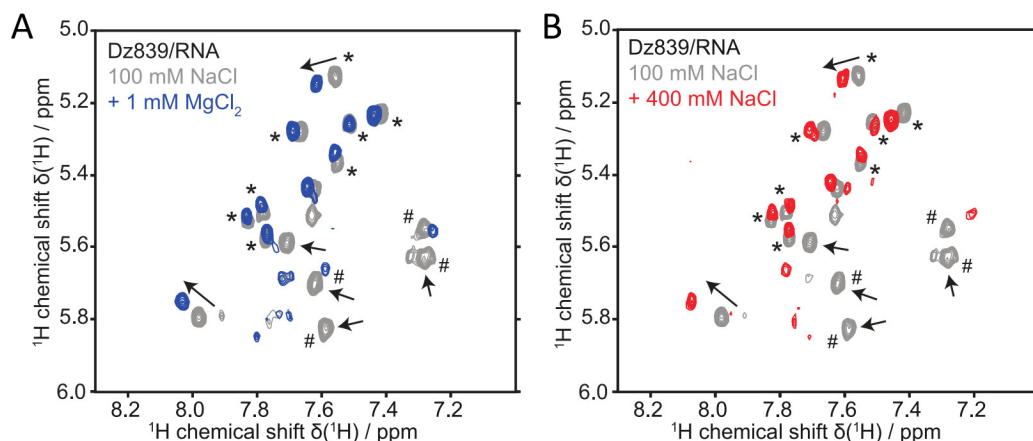 A
B
Dz839/RNA
100 mM NaCl
+ 1 mM MgCl₂
Dz839/RNA
100 mM NaCl
+ 400 mM NaCl
5.0
5.2
5.4
5.6
5.8
6.0
¹H chemical shift δ(¹H) / ppm
* * * * * *
# # #
8.2 8.0 7.8 7.6 7.4 7.2
¹H chemical shift δ(¹H) / ppm
5.0
5.2
5.4
5.6
5.8
6.0
¹H chemical shift δ(¹H) / ppm
* * * * * * *
# # # #
8.2 8.0 7.8 7.6 7.4 7.2
¹H chemical shift δ(¹H) / ppm